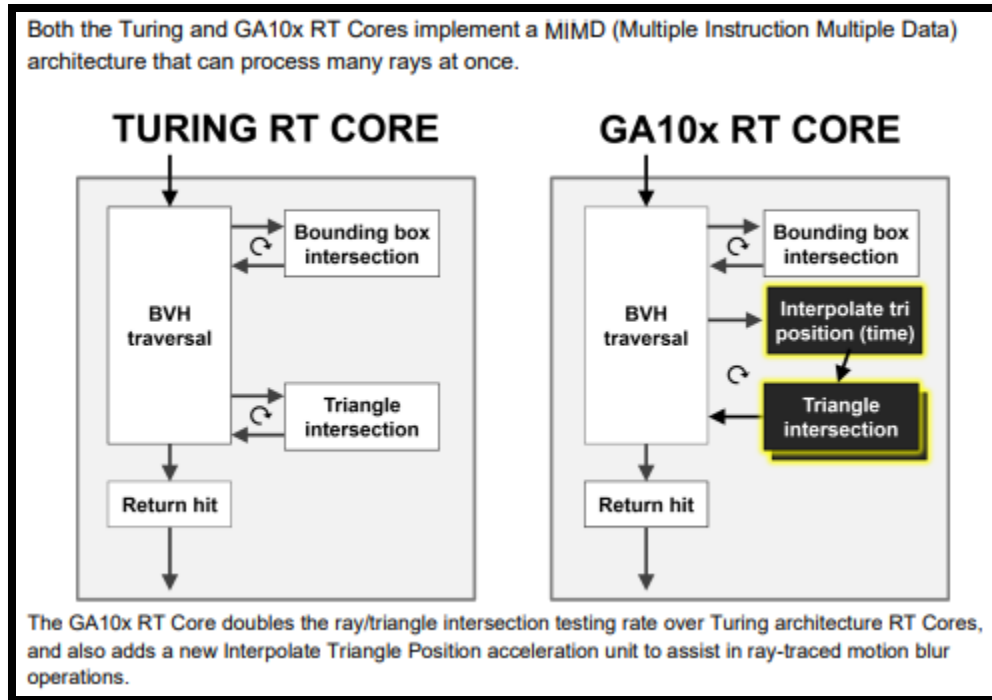 Both the Turing and GA10x RT Cores implement a MIMD (Multiple Instruction Multiple Data)
architecture that can process many rays at once.
TURING RT CORE
BVH
traversal
Bounding box
intersection
Triangle
intersection
Return hit
GA10x RT CORE
BVH
traversal
Bounding box
intersection
Interpolate tri
position (time)
Triangle
intersection
Return hit
The GA10x RT Core doubles the ray/triangle intersection testing rate over Turing architecture RT Cores,
and also adds a new Interpolate Triangle Position acceleration unit to assist in ray-traced motion blur
operations.